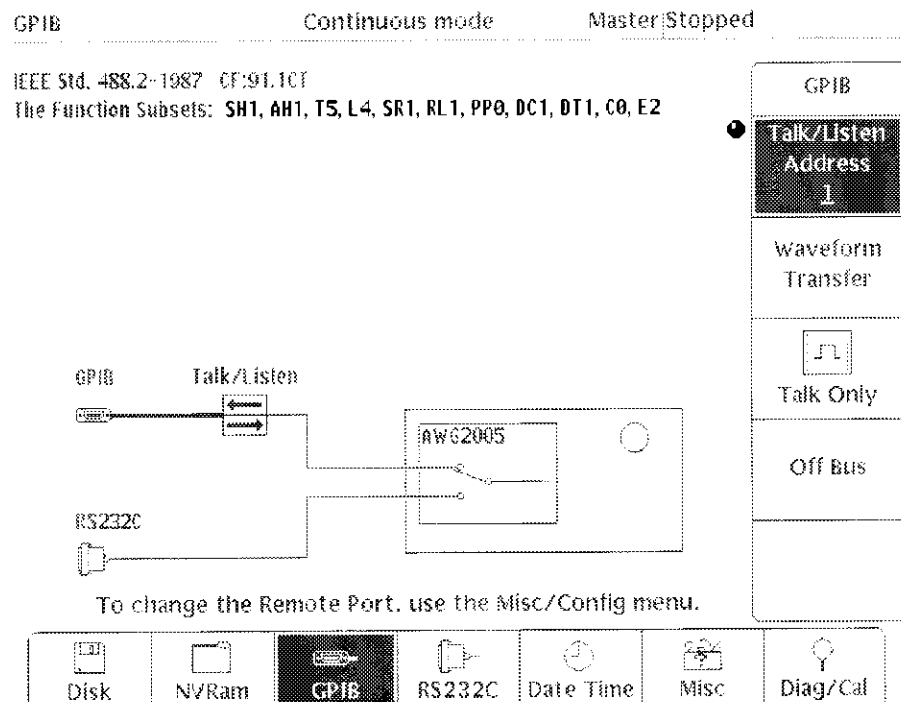 GPIB Continuous mode Master Stopped
IEEE Std. 488.2-1987 CF:91.1CT
The Function Subsets: SH1, AH1, T5, L4, SR1, RL1, PP0, DC1, DT1, C0, E2
GPIB
Talk/Listen
Address
1
Waveform
Transfer
Talk Only
Off Bus
GPIB Talk/Listen
AWG2005
RS232C
To change the Remote Port. use the Misc/Config menu.
Disk NVRam GPIB RS232C Date Time Misc Diag/Cal